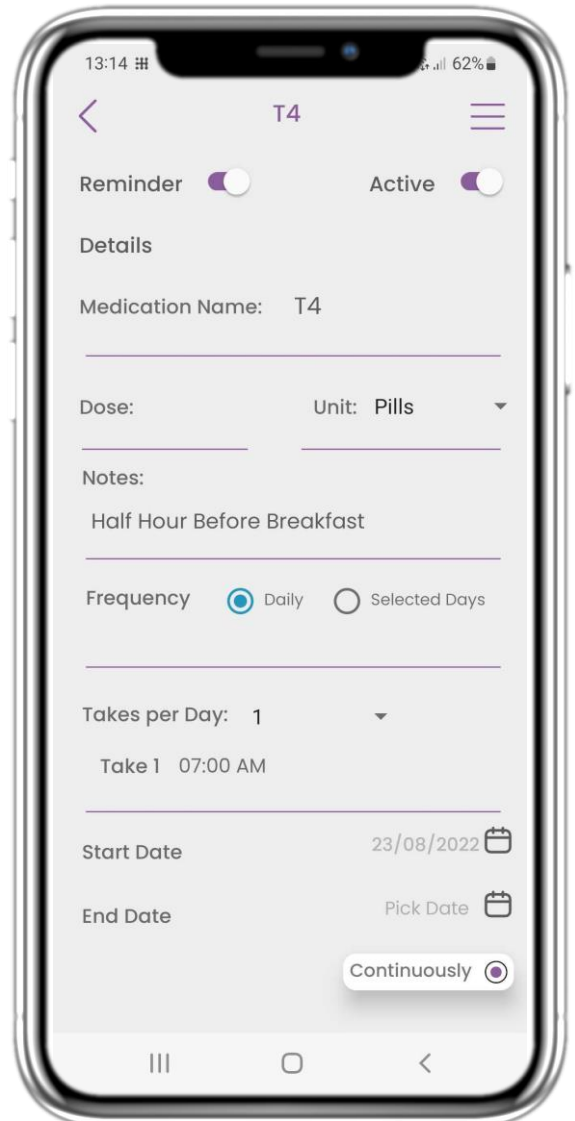 13:14 62%
T4
Reminder Active
Details
Medication Name: T4
Dose: Unit: Pills
Notes:
Half Hour Before Breakfast
Frequency Daily Selected Days
Takes per Day: 1
Take 1 07:00 AM
Start Date 23/08/2022
End Date Pick Date
Continuously